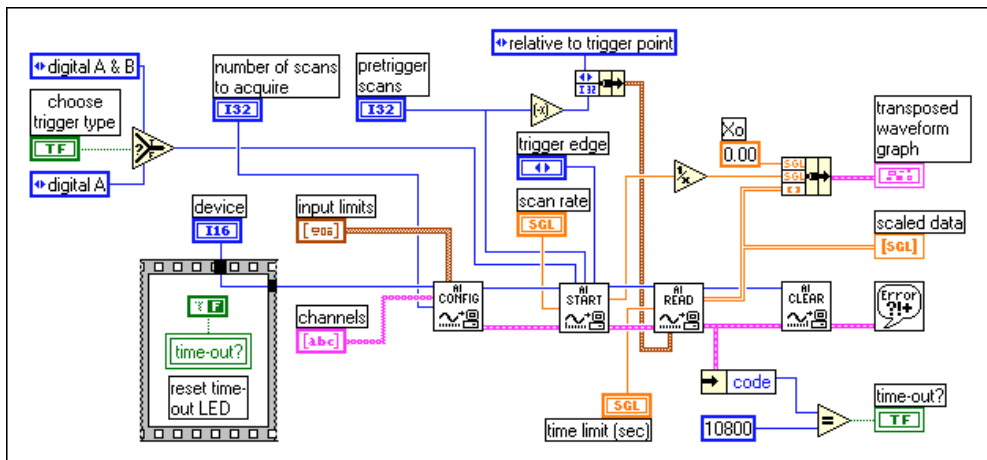 digital A & B
choose
trigger type
TF
digital A
? T F
number of scans
to acquire
I32
pretrigger
scans
I32
relative to trigger point
I32
(-x)
trigger edge
scan rate
SGL
device
I16
input limits
channels
[abc]
F
time-out?
reset time-
out LED
AI
CONFIG
AI
START
AI
READ
AI
CLEAR
Error
?!+
1/x
Xo
0.00
SGL
SGL
transposed
waveform
graph
scaled data
[SGL]
SGL
time limit (sec)
code
10800
=
time-out?
TF